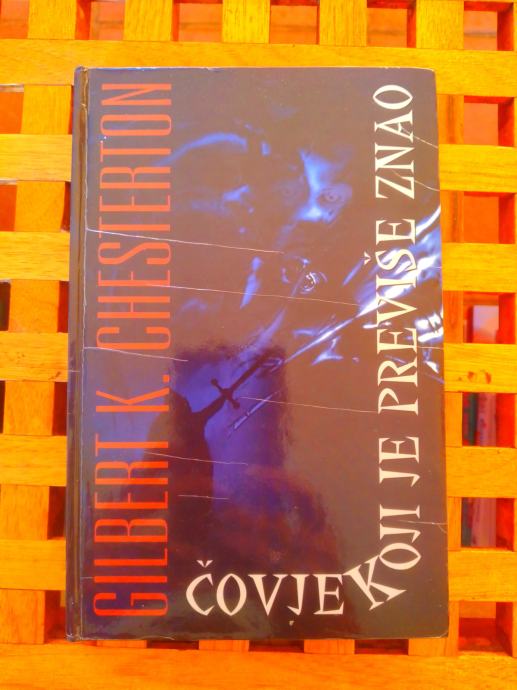 GILBERT K. CHESTERTON
ČOVJEK KOJI JE PREVIŠE ZNAO